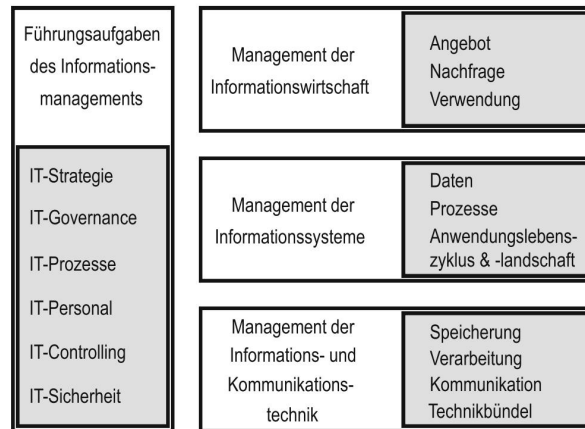 Führungsaufgaben
des Informations-
managements
IT-Strategie
IT-Governance
IT-Prozesse
IT-Personal
IT-Controlling
IT-Sicherheit
Management der
Informationswirtschaft
Angebot
Nachfrage
Verwendung
Management der
Informationssysteme
Daten
Prozesse
Anwendungslebens-
zyklus & -landschaft
Management der
Informations- und
Kommunikations-
technik
Speicherung
Verarbeitung
Kommunikation
Technikbündel